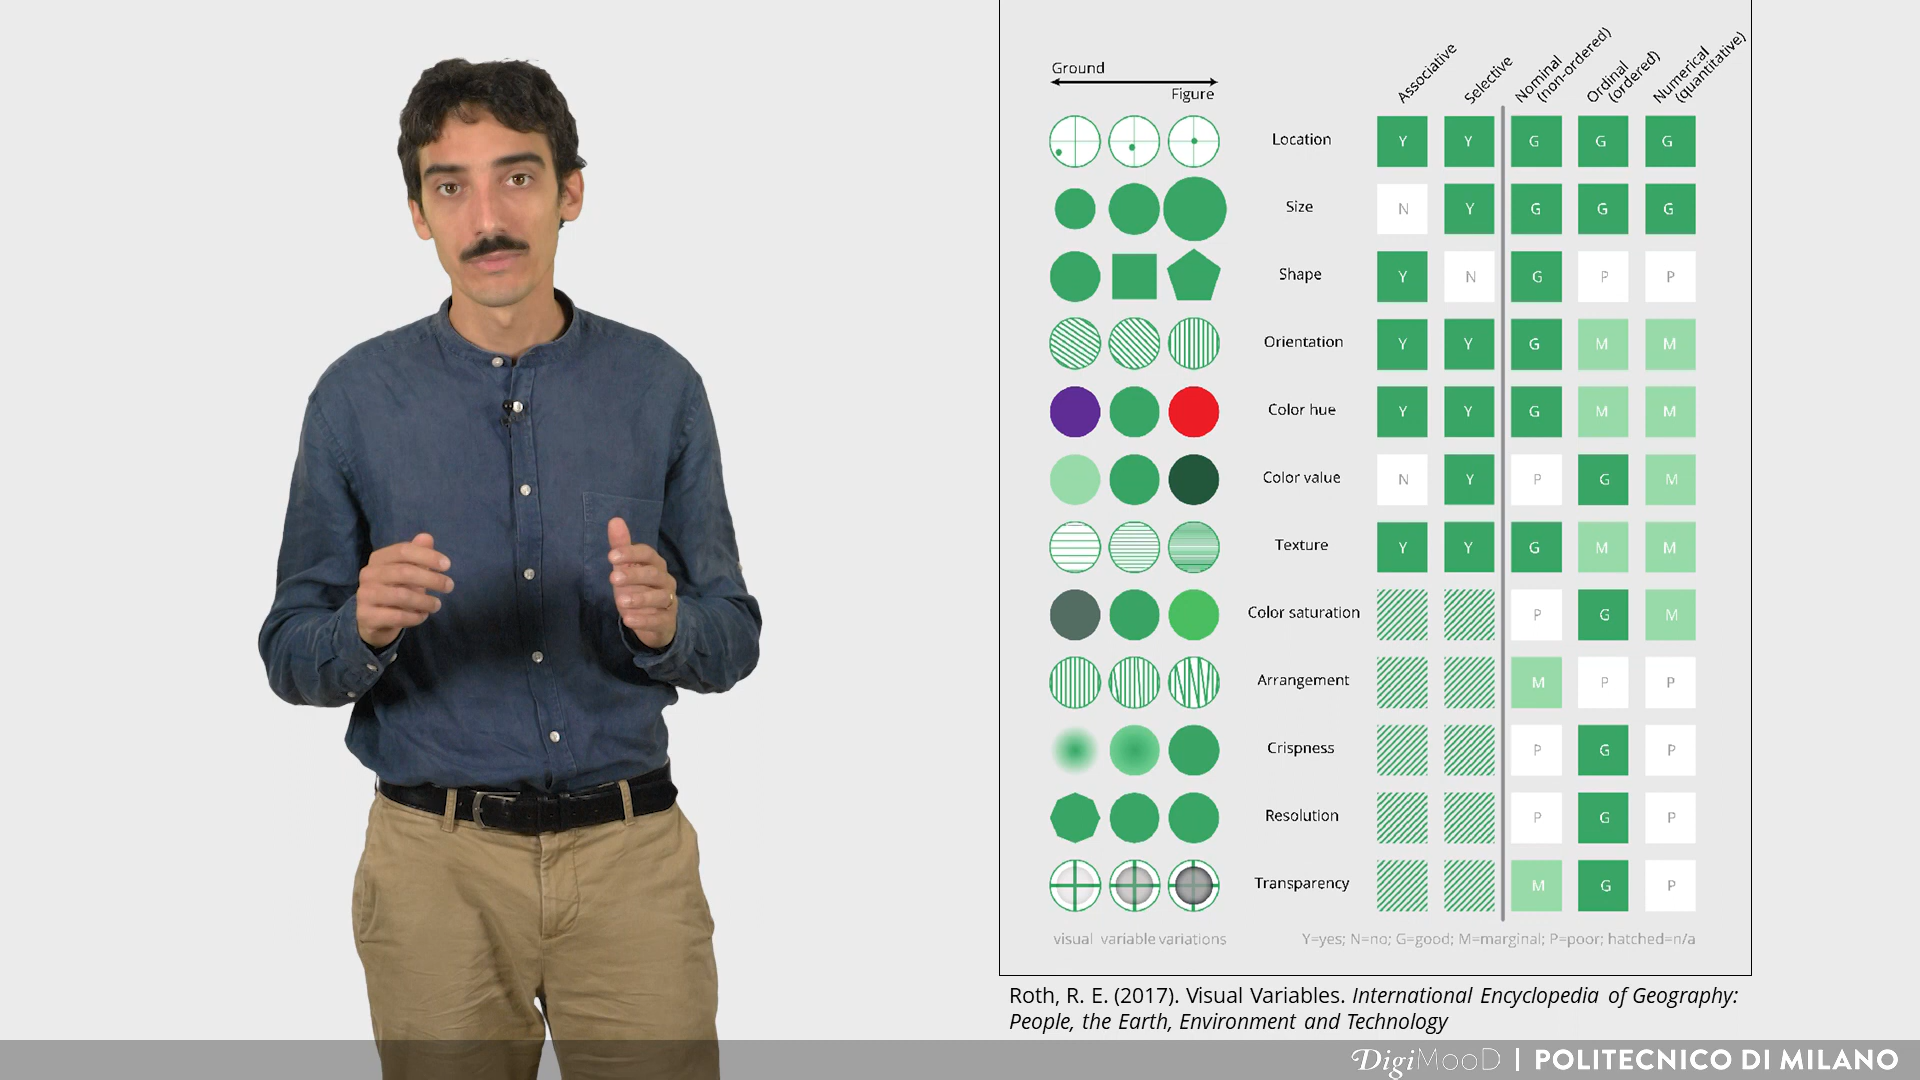 Ground
Figure
Associative
Selective
Nominal
(non-ordered)
Ordinal
(ordered)
Numerical
(quantitative)
Location Y Y G G G
Size N Y G G G
Shape Y N G P P
Orientation Y Y G M M
Color hue Y Y G M M
Color value N Y P G M
Texture Y Y G M M
Color saturation P G M
Arrangement M P P
Crispness P G P
Resolution P G P
Transparency M G P
visual variable variations
Y=yes; N=no; G=good; M=marginal; P=poor; hatched=n/a
Roth, R. E. (2017). Visual Variables. International Encyclopedia of Geography:
People, the Earth, Environment and Technology
DigiMooD | POLITECNICO DI MILANO